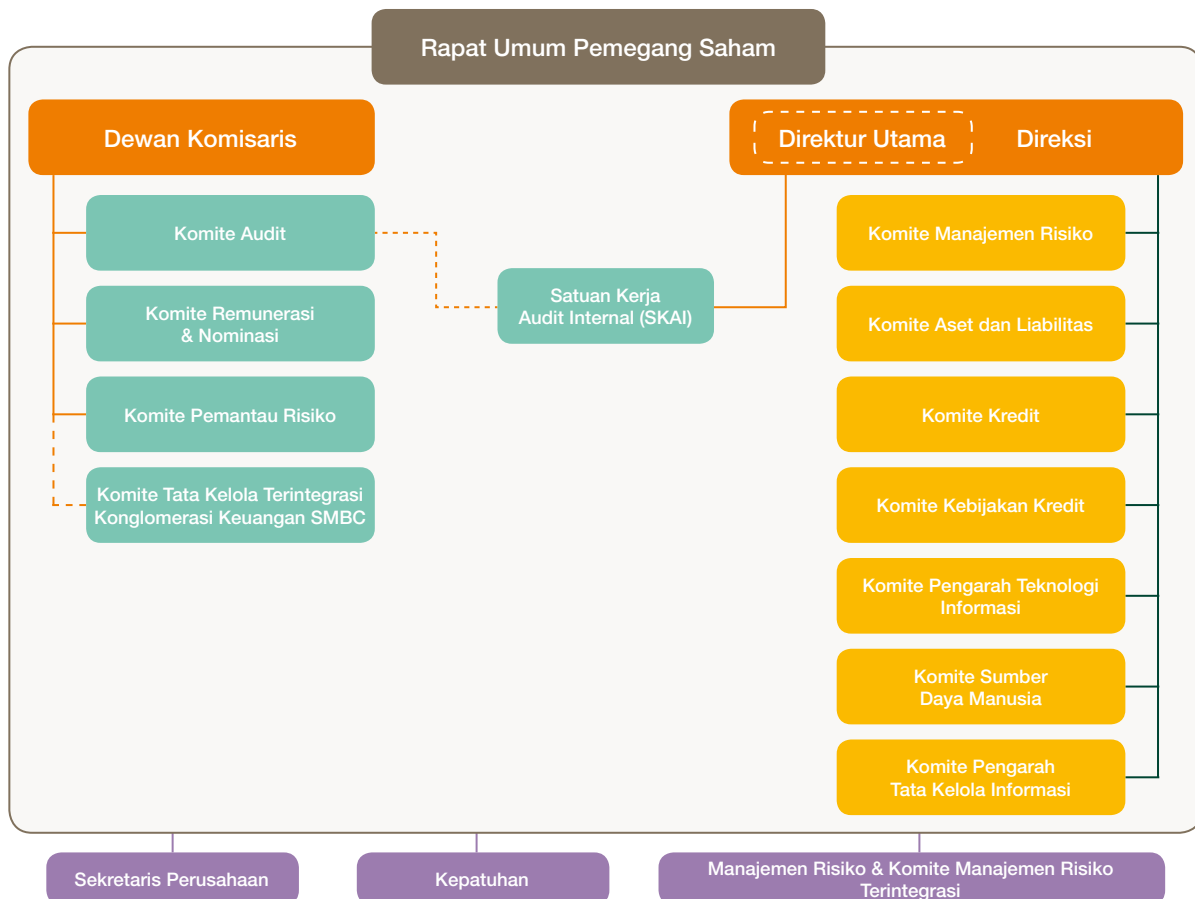 Rapat Umum Pemegang Saham
Dewan Komisaris
Direktur Utama
Direksi
Komite Audit
Komite Remunerasi
& Nominasi
Komite Pemantau Risiko
Komite Tata Kelola Terintegrasi
Konglomerasi Keuangan SMBC
Satuan Kerja
Audit Internal (SKAI)
Komite Manajemen Risiko
Komite Aset dan Liabilitas
Komite Kredit
Komite Kebijakan Kredit
Komite Pengarah Teknologi
Informasi
Komite Sumber
Daya Manusia
Komite Pengarah
Tata Kelola Informasi
Sekretaris Perusahaan
Kepatuhan
Manajemen Risiko & Komite Manajemen Risiko
Terintegrasi